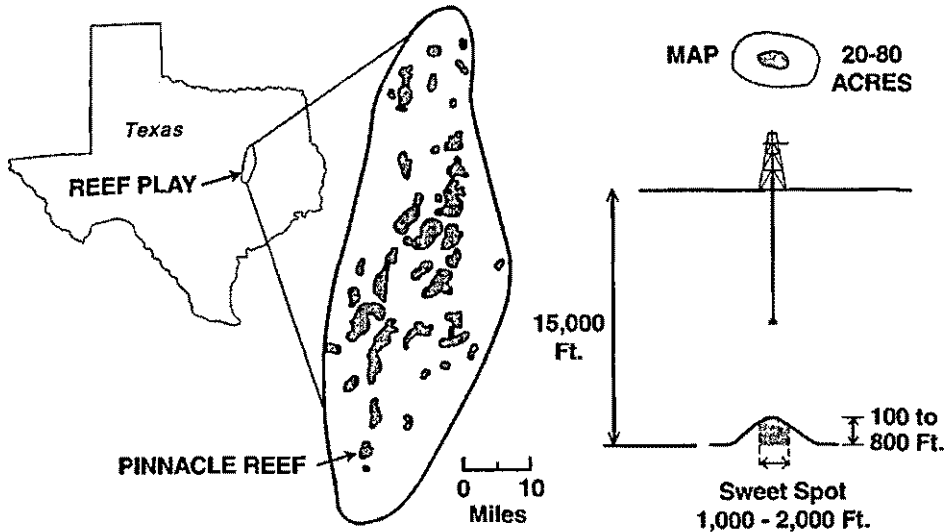 Texas
REEF PLAY
PINNACLE REEF
0 10
Miles
MAP
20-80
ACRES
15,000
Ft.
100 to
800 Ft.
Sweet Spot
1,000 - 2,000 Ft.